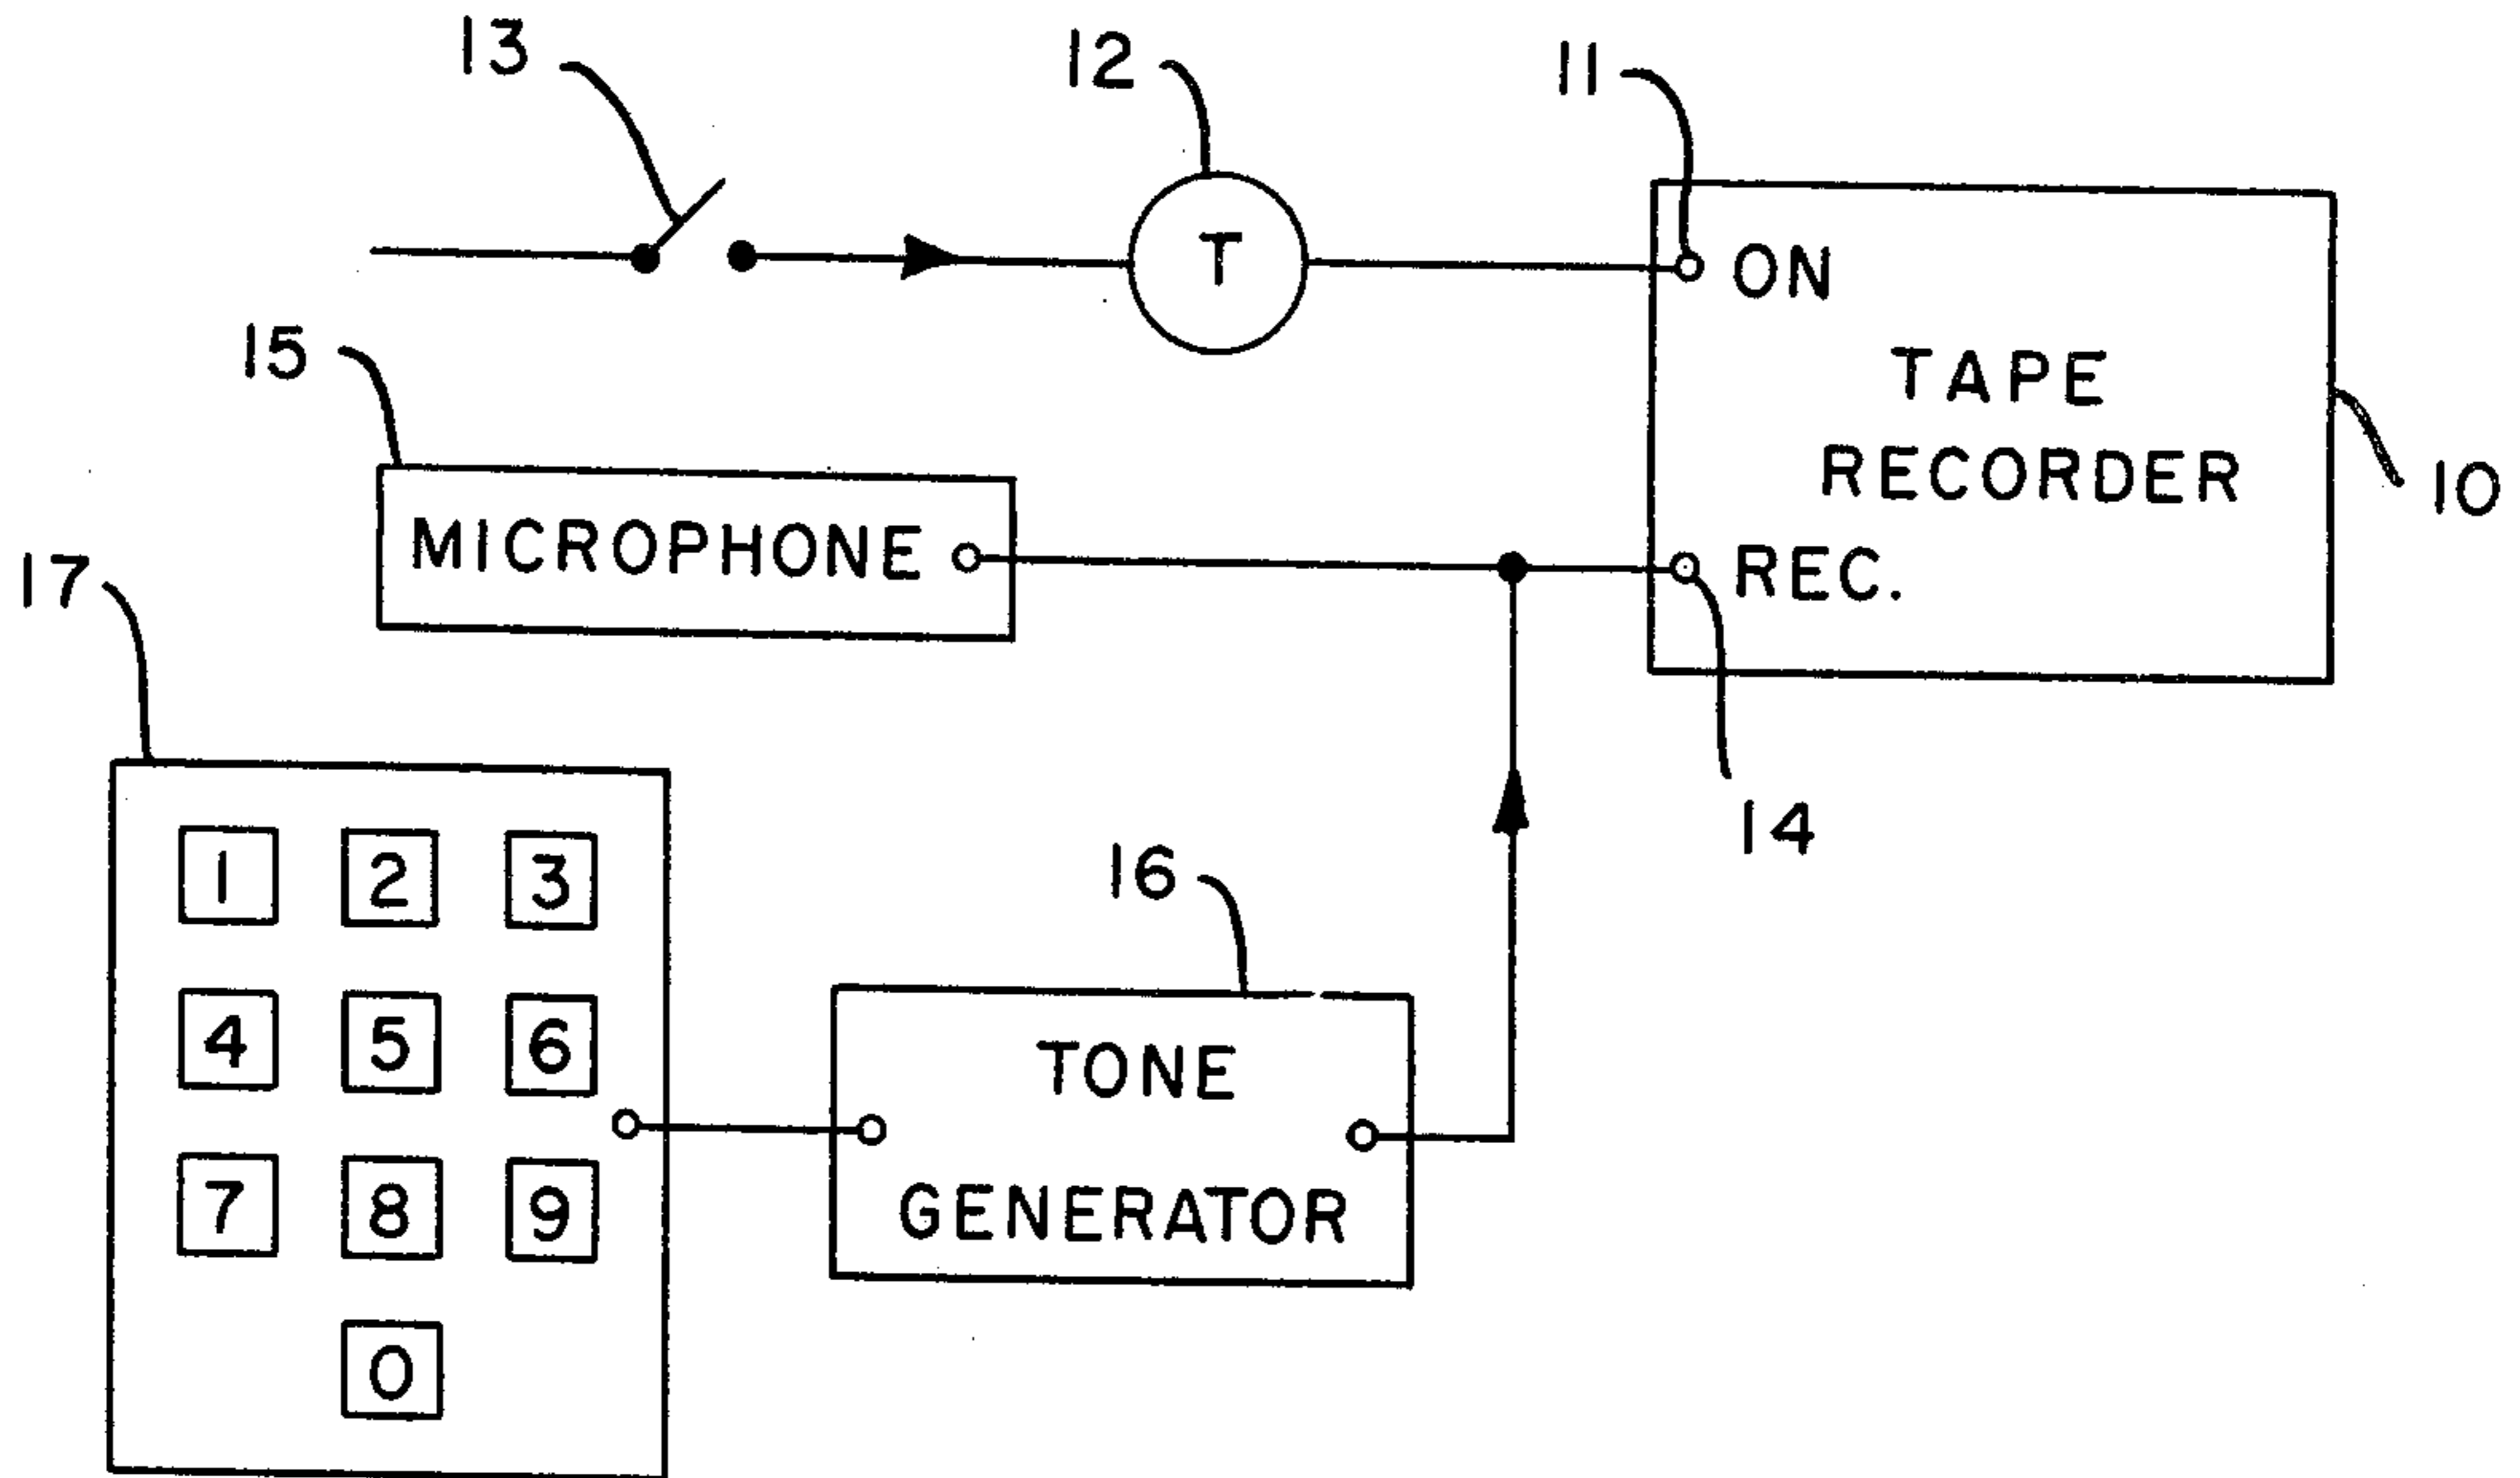 13
12
11
T
ON
15
TAPE
RECORDER
10
MICROPHONE
REC.
17
14
1 2 3
16
4 5 6
TONE
GENERATOR
7 8 9
0